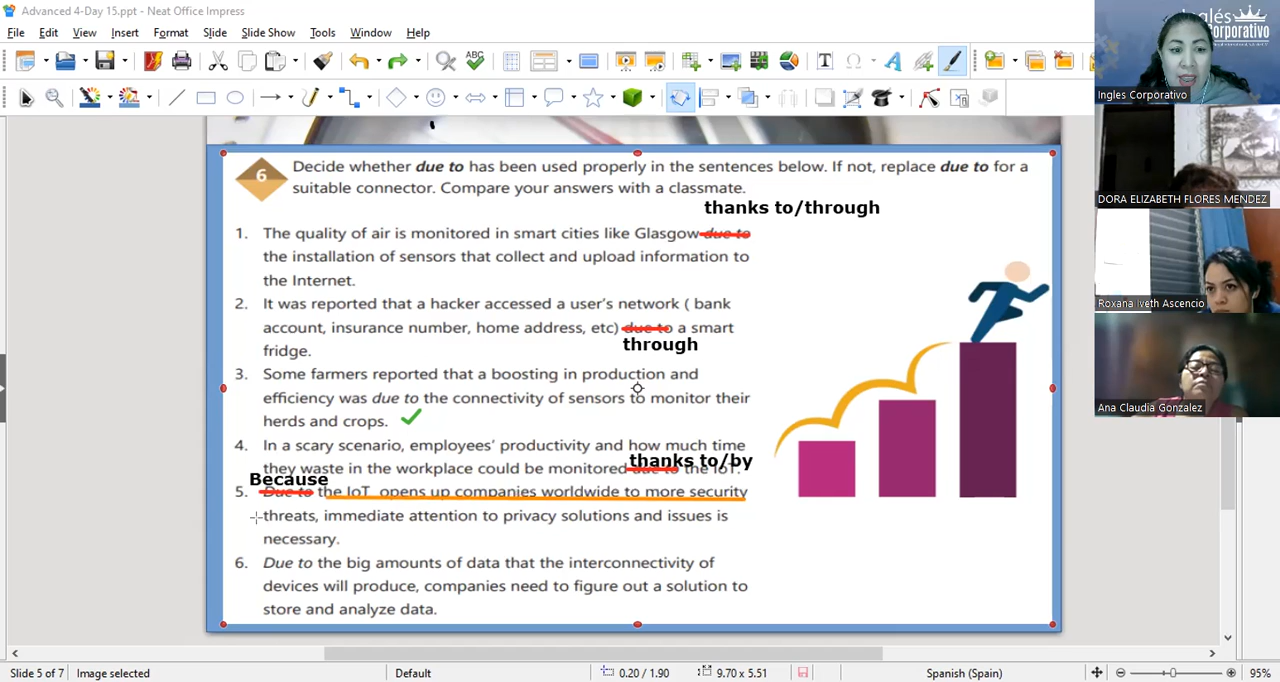 Advanced 4-Day 15.ppt - Neat Office Impress
File Edit View Insert Format Slide Slide Show Tools Window Help
6
Decide whether due to has been used properly in the sentences below. If not, replace due to for a
suitable connector. Compare your answers with a classmate.
thanks to/through
1. The quality of air is monitored in smart cities like Glasgow due to
the installation of sensors that collect and upload information to
the Internet.
2. It was reported that a hacker accessed a user's network ( bank
account, insurance number, home address, etc) due to a smart
fridge.
through
3. Some farmers reported that a boosting in production and
efficiency was due to the connectivity of sensors to monitor their
herds and crops.
4. In a scary scenario, employees' productivity and how much time
they waste in the workplace could be monitored due to the IoT.
thanks to/by
Because
5. Due to the IoT opens up companies worldwide to more security
threats, immediate attention to privacy solutions and issues is
necessary.
6. Due to the big amounts of data that the interconnectivity of
devices will produce, companies need to figure out a solution to
store and analyze data.
Inglés
Corporativo
Ingles Corporativo
DORA ELIZABETH FLORES MENDEZ
Roxana Iveth Ascencio
Ana Claudia Gonzalez
Slide 5 of 7 Image selected Default 0.20 / 1.90 9.70 x 5.51 Spanish (Spain) 95%